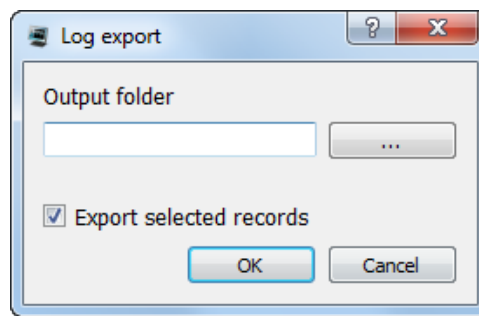 Log export
?
X
Output folder
...
Export selected records
OK
Cancel